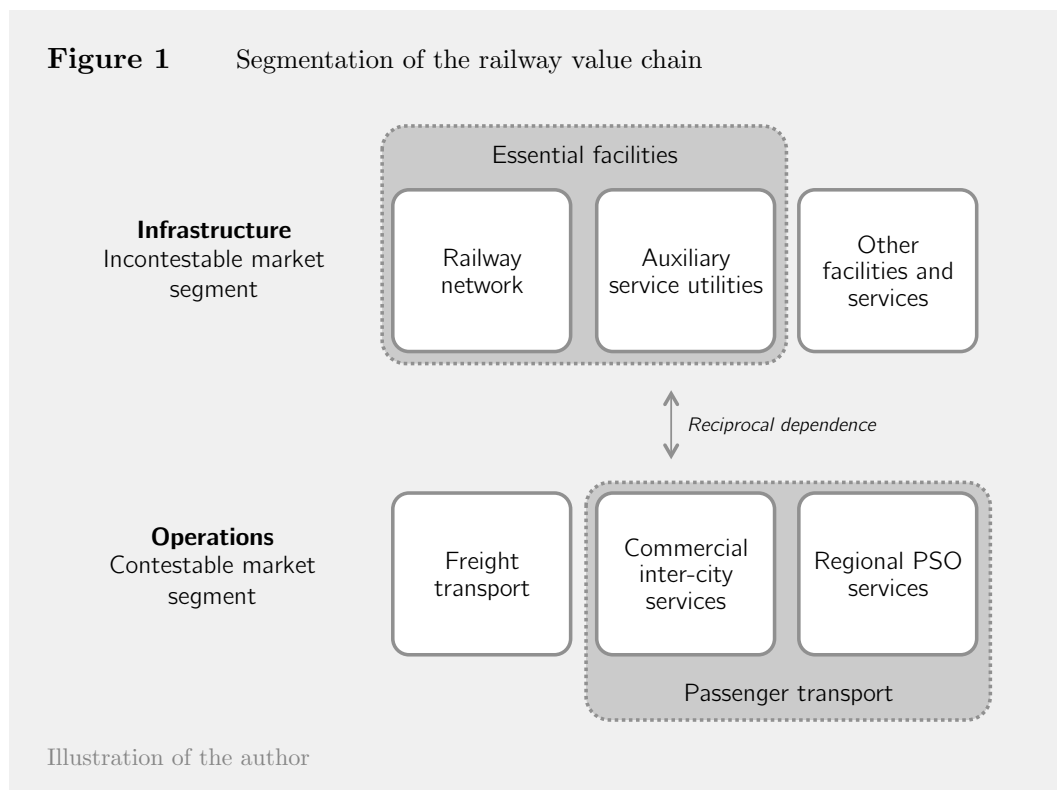 Figure 1 Segmentation of the railway value chain
Essential facilities
Infrastructure
Incontestable market
segment
Railway
network
Auxiliary
service utilities
Other
facilities and
services
Reciprocal dependence
Operations
Contestable market
segment
Freight
transport
Commercial
inter-city
services
Regional PSO
services
Passenger transport
Illustration of the author